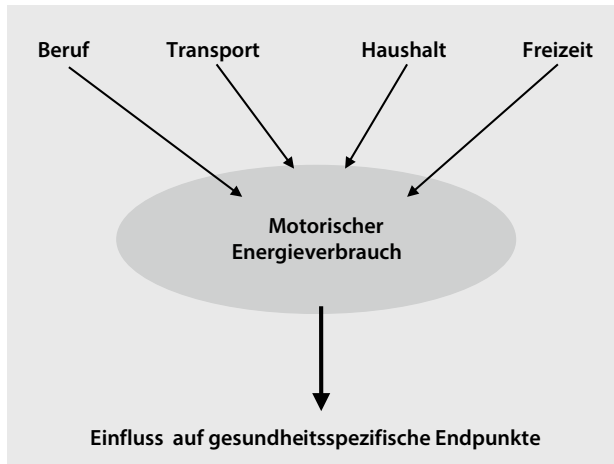 Beruf Transport Haushalt Freizeit
Motorischer
Energieverbrauch
Einfluss auf gesundheitsspezifische Endpunkte